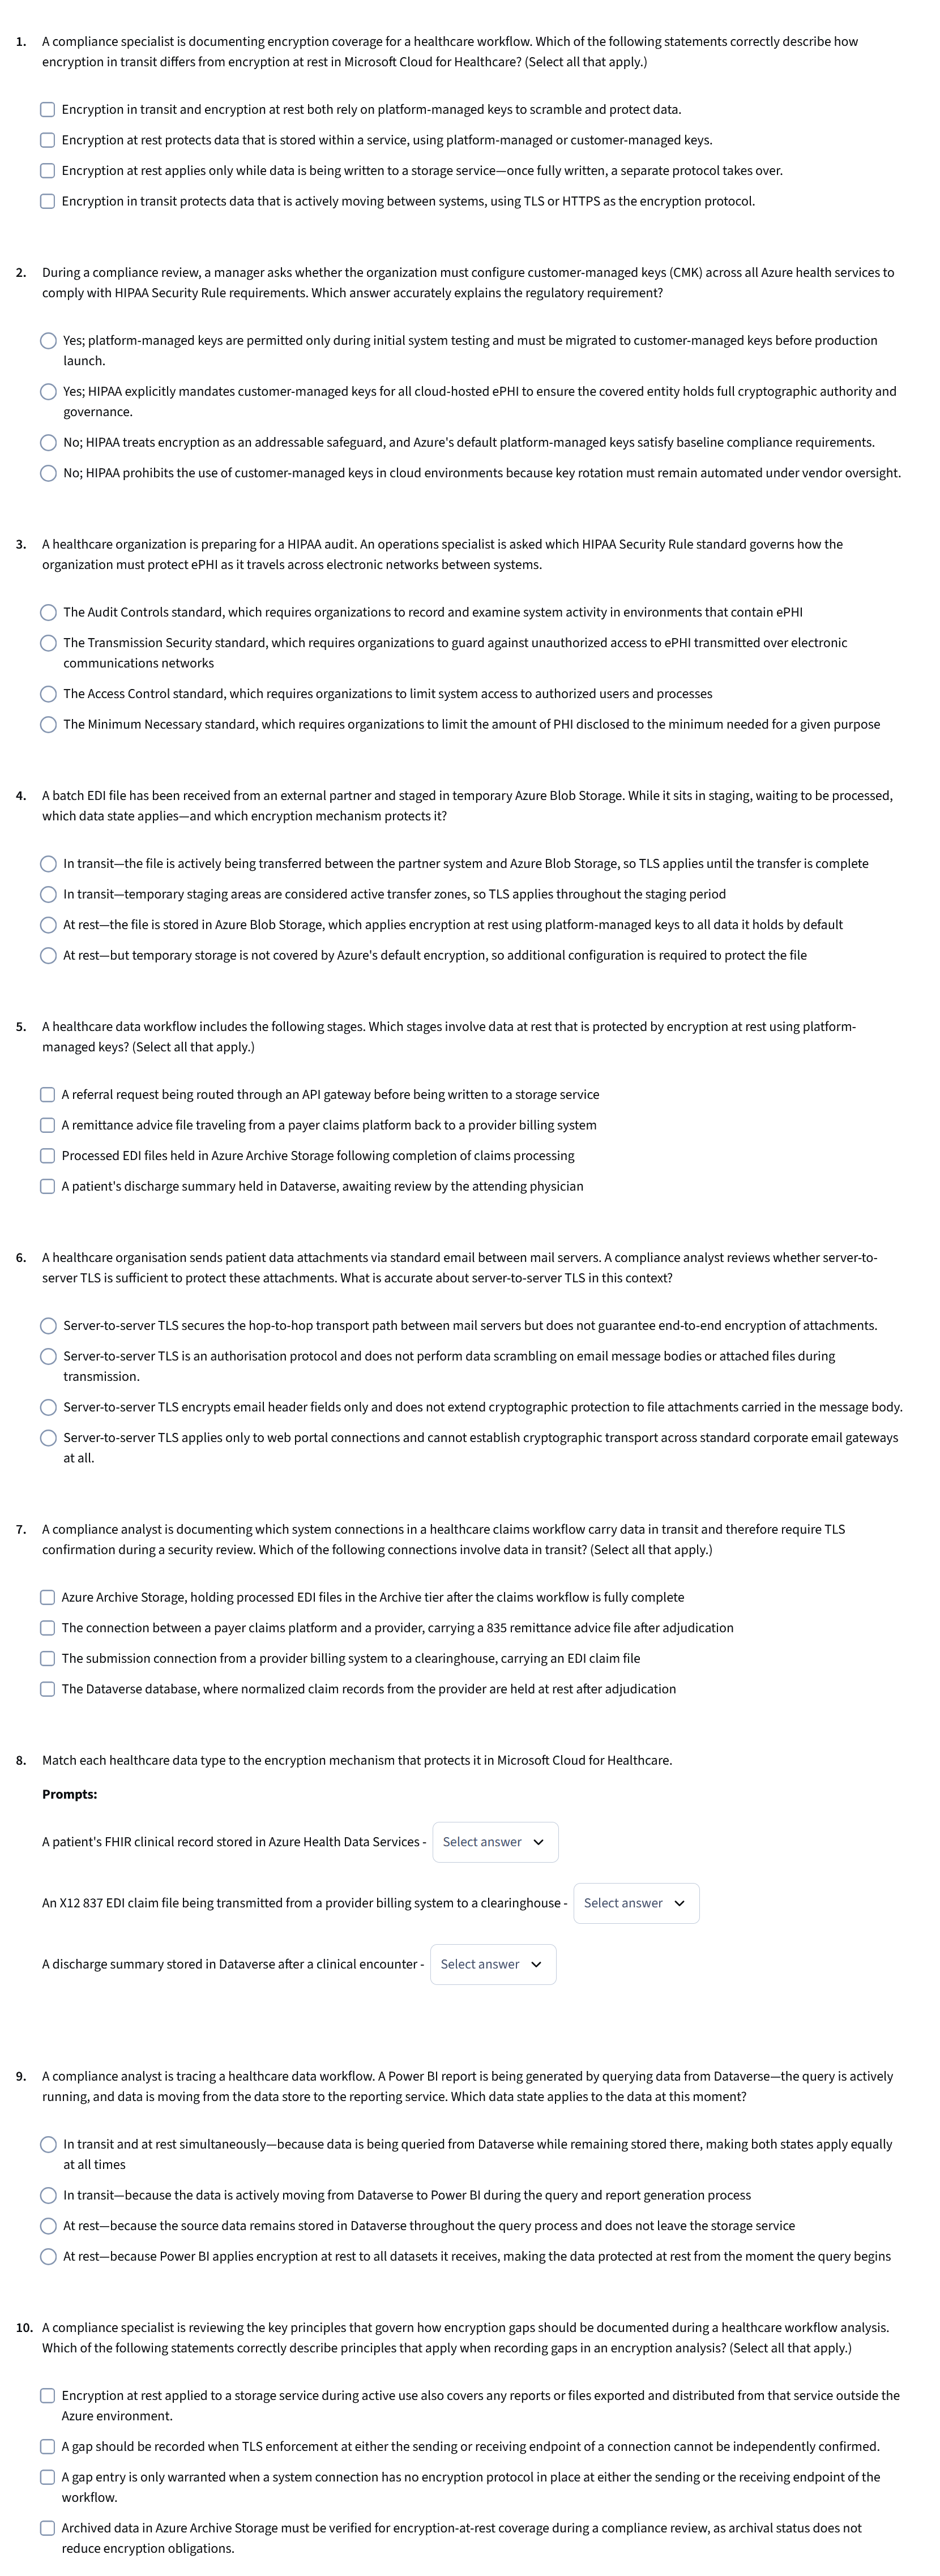 1. A compliance specialist is documenting encryption coverage for a healthcare workflow. Which of the following statements correctly describe how
encryption in transit differs from encryption at rest in Microsoft Cloud for Healthcare? (Select all that apply.)
Encryption in transit and encryption at rest both rely on platform-managed keys to scramble and protect data.
Encryption at rest protects data that is stored within a service, using platform-managed or customer-managed keys.
Encryption at rest applies only while data is being written to a storage service—once fully written, a separate protocol takes over.
Encryption in transit protects data that is actively moving between systems, using TLS or HTTPS as the encryption protocol.
2. During a compliance review, a manager asks whether the organization must configure customer-managed keys (CMK) across all Azure health services to
comply with HIPAA Security Rule requirements. Which answer accurately explains the regulatory requirement?
Yes; platform-managed keys are permitted only during initial system testing and must be migrated to customer-managed keys before production
launch.
Yes; HIPAA explicitly mandates customer-managed keys for all cloud-hosted ePHI to ensure the covered entity holds full cryptographic authority and
governance.
No; HIPAA treats encryption as an addressable safeguard, and Azure's default platform-managed keys satisfy baseline compliance requirements.
No; HIPAA prohibits the use of customer-managed keys in cloud environments because key rotation must remain automated under vendor oversight.
3. A healthcare organization is preparing for a HIPAA audit. An operations specialist is asked which HIPAA Security Rule standard governs how the
organization must protect ePHI as it travels across electronic networks between systems.
The Audit Controls standard, which requires organizations to record and examine system activity in environments that contain ePHI
The Transmission Security standard, which requires organizations to guard against unauthorized access to ePHI transmitted over electronic
communications networks
The Access Control standard, which requires organizations to limit system access to authorized users and processes
The Minimum Necessary standard, which requires organizations to limit the amount of PHI disclosed to the minimum needed for a given purpose
4. A batch EDI file has been received from an external partner and staged in temporary Azure Blob Storage. While it sits in staging, waiting to be processed,
which data state applies—and which encryption mechanism protects it?
In transit—the file is actively being transferred between the partner system and Azure Blob Storage, so TLS applies until the transfer is complete
In transit—temporary staging areas are considered active transfer zones, so TLS applies throughout the staging period
At rest—the file is stored in Azure Blob Storage, which applies encryption at rest using platform-managed keys to all data it holds by default
At rest—but temporary storage is not covered by Azure's default encryption, so additional configuration is required to protect the file
5. A healthcare data workflow includes the following stages. Which stages involve data at rest that is protected by encryption at rest using platform-
managed keys? (Select all that apply.)
A referral request being routed through an API gateway before being written to a storage service
A remittance advice file traveling from a payer claims platform back to a provider billing system
Processed EDI files held in Azure Archive Storage following completion of claims processing
A patient's discharge summary held in Dataverse, awaiting review by the attending physician
6. A healthcare organisation sends patient data attachments via standard email between mail servers. A compliance analyst reviews whether server-to-
server TLS is sufficient to protect these attachments. What is accurate about server-to-server TLS in this context?
Server-to-server TLS secures the hop-to-hop transport path between mail servers but does not guarantee end-to-end encryption of attachments.
Server-to-server TLS is an authorisation protocol and does not perform data scrambling on email message bodies or attached files during
transmission.
Server-to-server TLS encrypts email header fields only and does not extend cryptographic protection to file attachments carried in the message body.
Server-to-server TLS applies only to web portal connections and cannot establish cryptographic transport across standard corporate email gateways
at all.
7. A compliance analyst is documenting which system connections in a healthcare claims workflow carry data in transit and therefore require TLS
confirmation during a security review. Which of the following connections involve data in transit? (Select all that apply.)
Azure Archive Storage, holding processed EDI files in the Archive tier after the claims workflow is fully complete
The connection between a payer claims platform and a provider, carrying a 835 remittance advice file after adjudication
The submission connection from a provider billing system to a clearinghouse, carrying an EDI claim file
The Dataverse database, where normalized claim records from the provider are held at rest after adjudication
8. Match each healthcare data type to the encryption mechanism that protects it in Microsoft Cloud for Healthcare.
Prompts:
A patient's FHIR clinical record stored in Azure Health Data Services - Select answer
An X12 837 EDI claim file being transmitted from a provider billing system to a clearinghouse - Select answer
A discharge summary stored in Dataverse after a clinical encounter - Select answer
9. A compliance analyst is tracing a healthcare data workflow. A Power BI report is being generated by querying data from Dataverse—the query is actively
running, and data is moving from the data store to the reporting service. Which data state applies to the data at this moment?
In transit and at rest simultaneously—because data is being queried from Dataverse while remaining stored there, making both states apply equally
at all times
In transit—because the data is actively moving from Dataverse to Power BI during the query and report generation process
At rest—because the source data remains stored in Dataverse throughout the query process and does not leave the storage service
At rest—because Power BI applies encryption at rest to all datasets it receives, making the data protected at rest from the moment the query begins
10. A compliance specialist is reviewing the key principles that govern how encryption gaps should be documented during a healthcare workflow analysis.
Which of the following statements correctly describe principles that apply when recording gaps in an encryption analysis? (Select all that apply.)
Encryption at rest applied to a storage service during active use also covers any reports or files exported and distributed from that service outside the
Azure environment.
A gap should be recorded when TLS enforcement at either the sending or receiving endpoint of a connection cannot be independently confirmed.
A gap entry is only warranted when a system connection has no encryption protocol in place at either the sending or the receiving endpoint of the
workflow.
Archived data in Azure Archive Storage must be verified for encryption-at-rest coverage during a compliance review, as archival status does not
reduce encryption obligations.